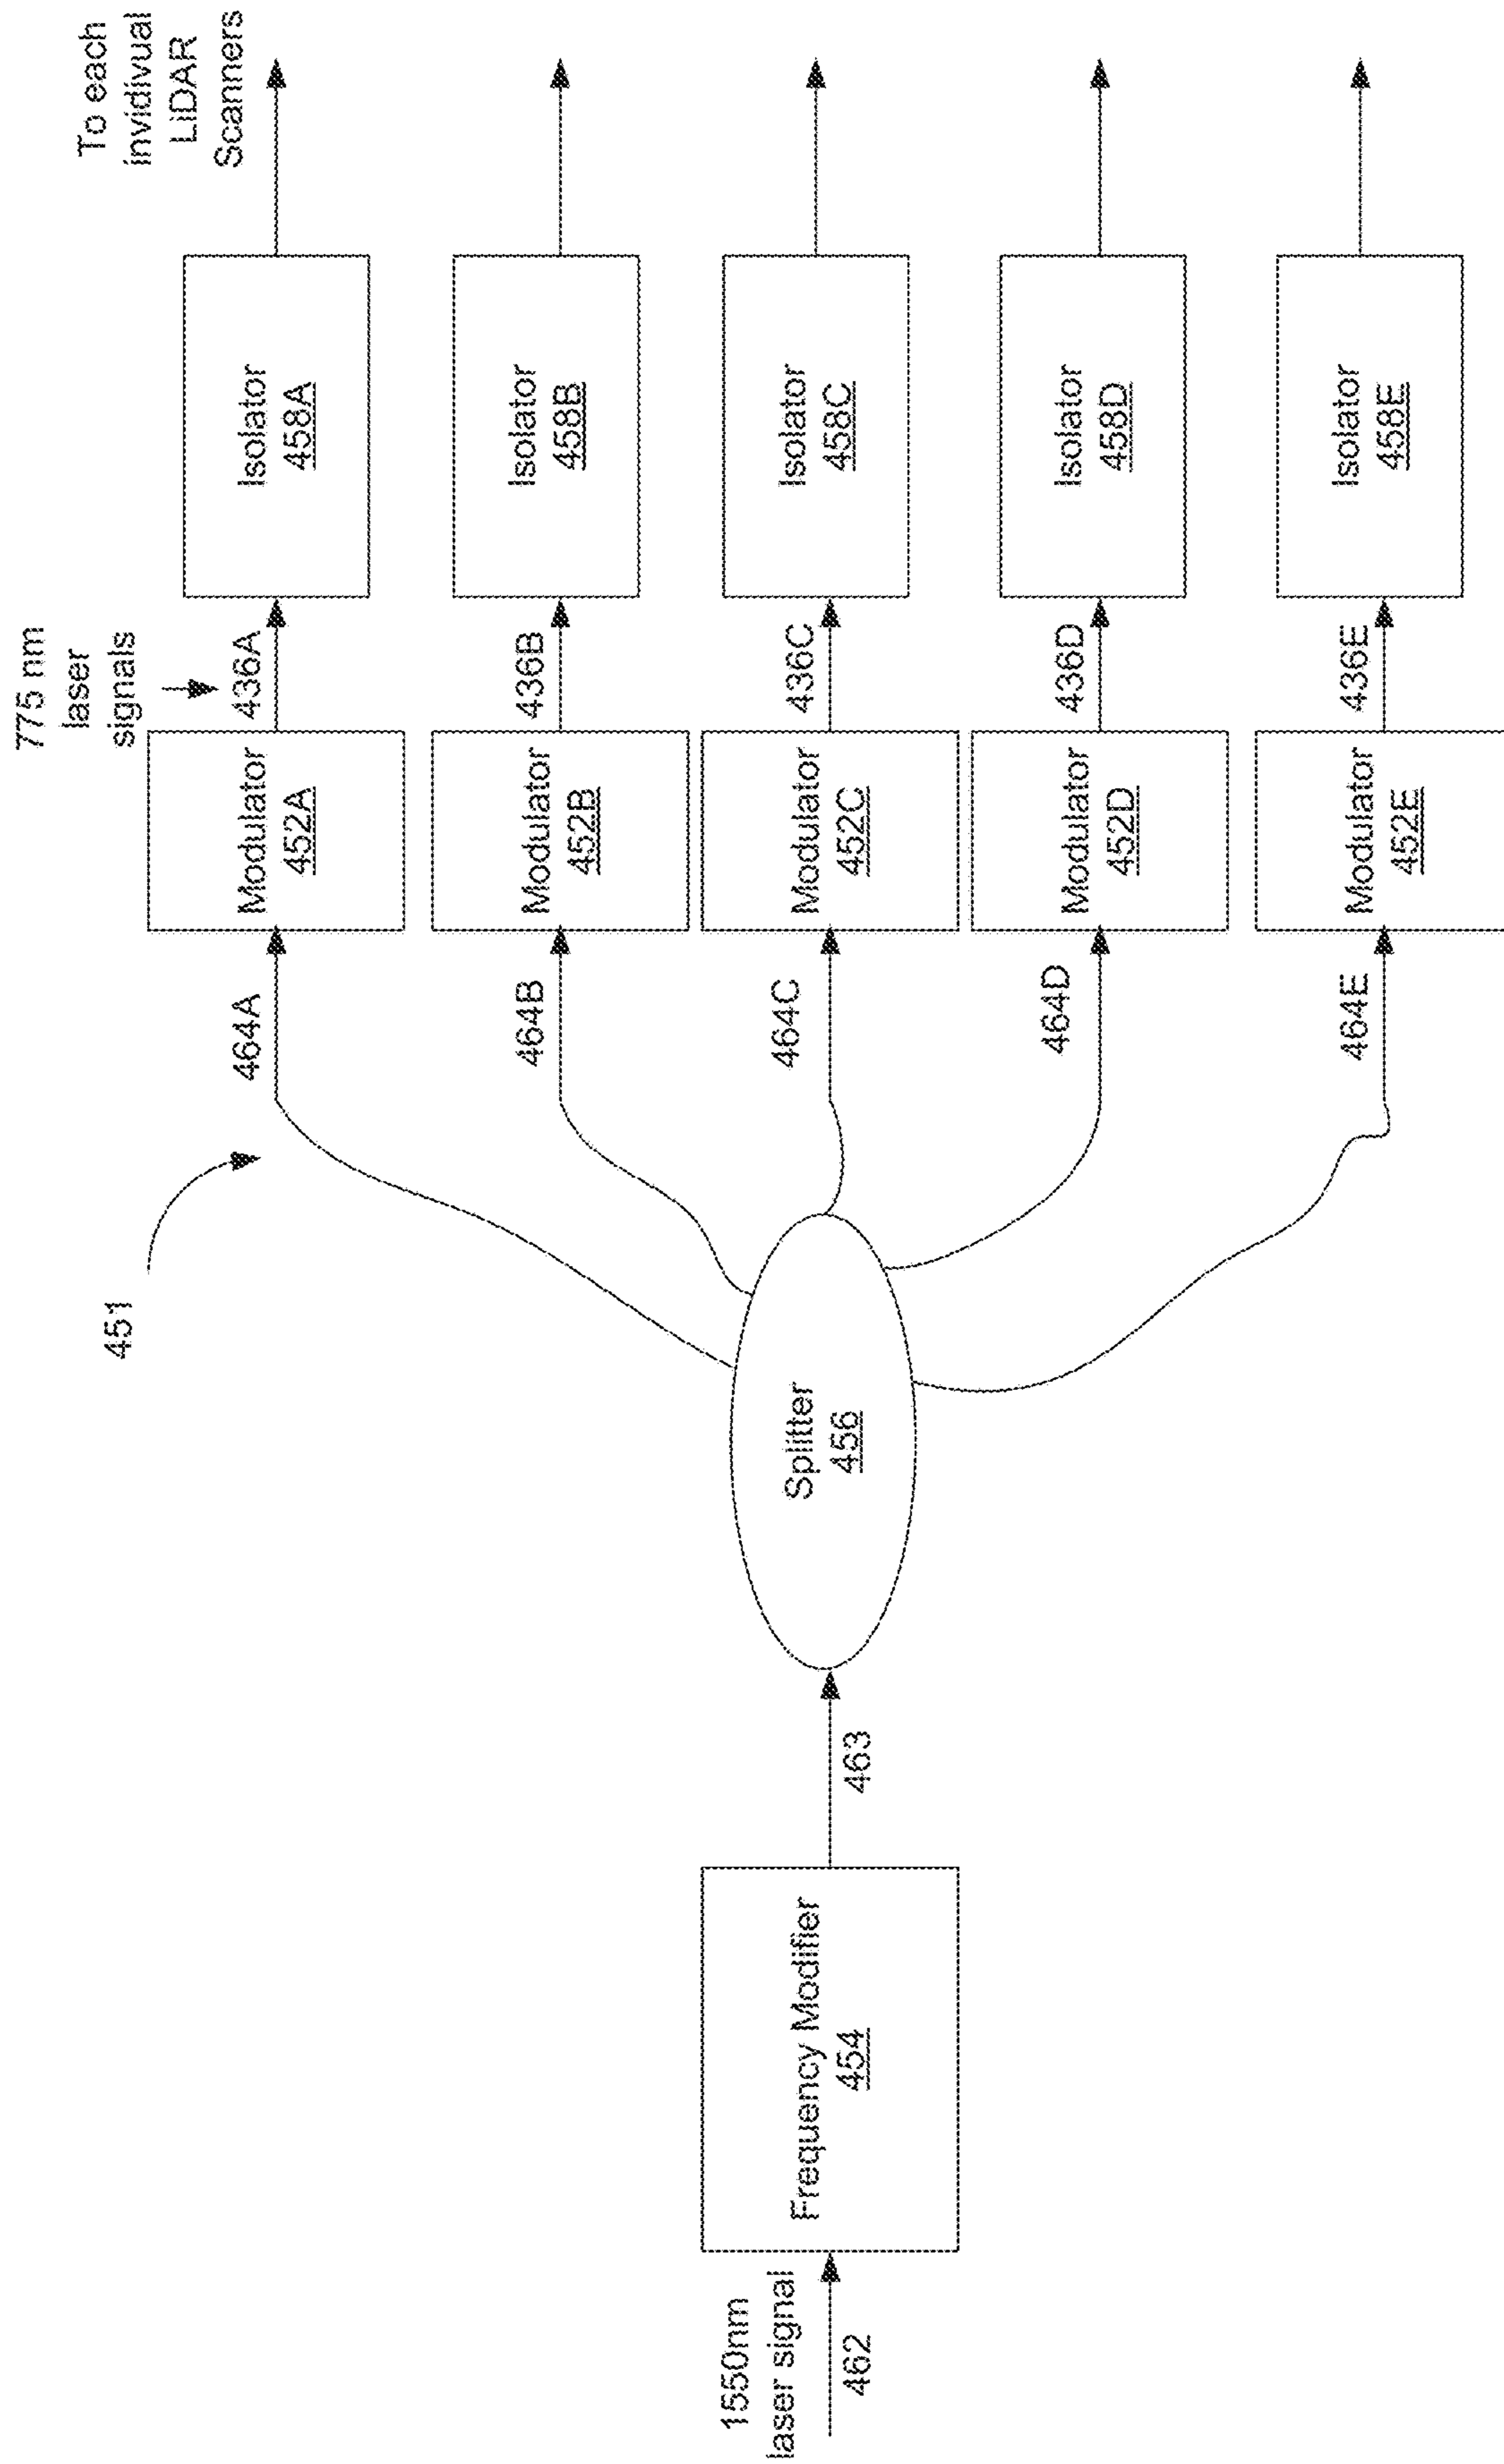 1550nm
laser signal
462
Frequency Modifier
454
463
Splitter
456
451
464A
464B
464C
464D
464E
Modulator
452A
Modulator
452B
Modulator
452C
Modulator
452D
Modulator
452E
775 nm
laser
signals
436A
436B
436C
436D
436E
Isolator
458A
Isolator
458B
Isolator
458C
Isolator
458D
Isolator
458E
To each
invidivual
LiDAR
Scanners